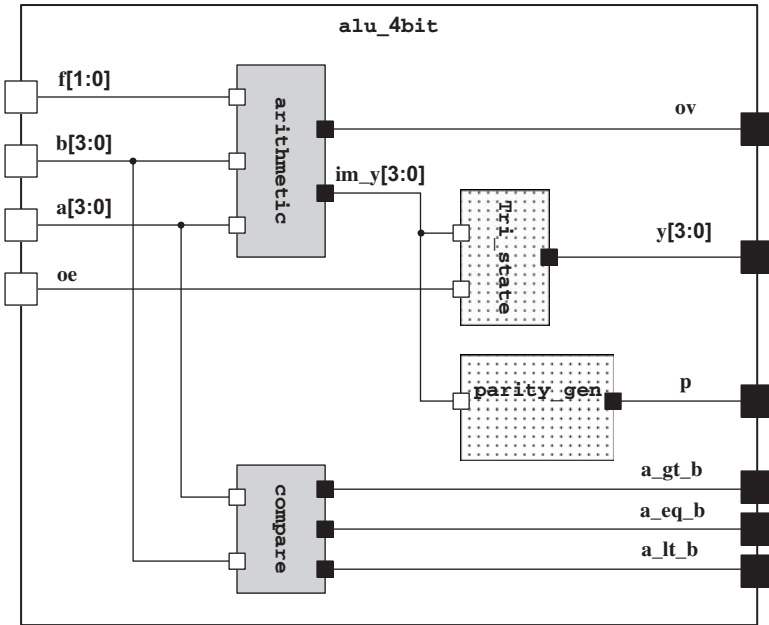 alu_4bit
f[1:0]
b[3:0]
a[3:0]
oe
arithmetic
ov
im_y[3:0]
Tri_state
y[3:0]
parity_gen
p
compare
a_gt_b
a_eq_b
a_lt_b